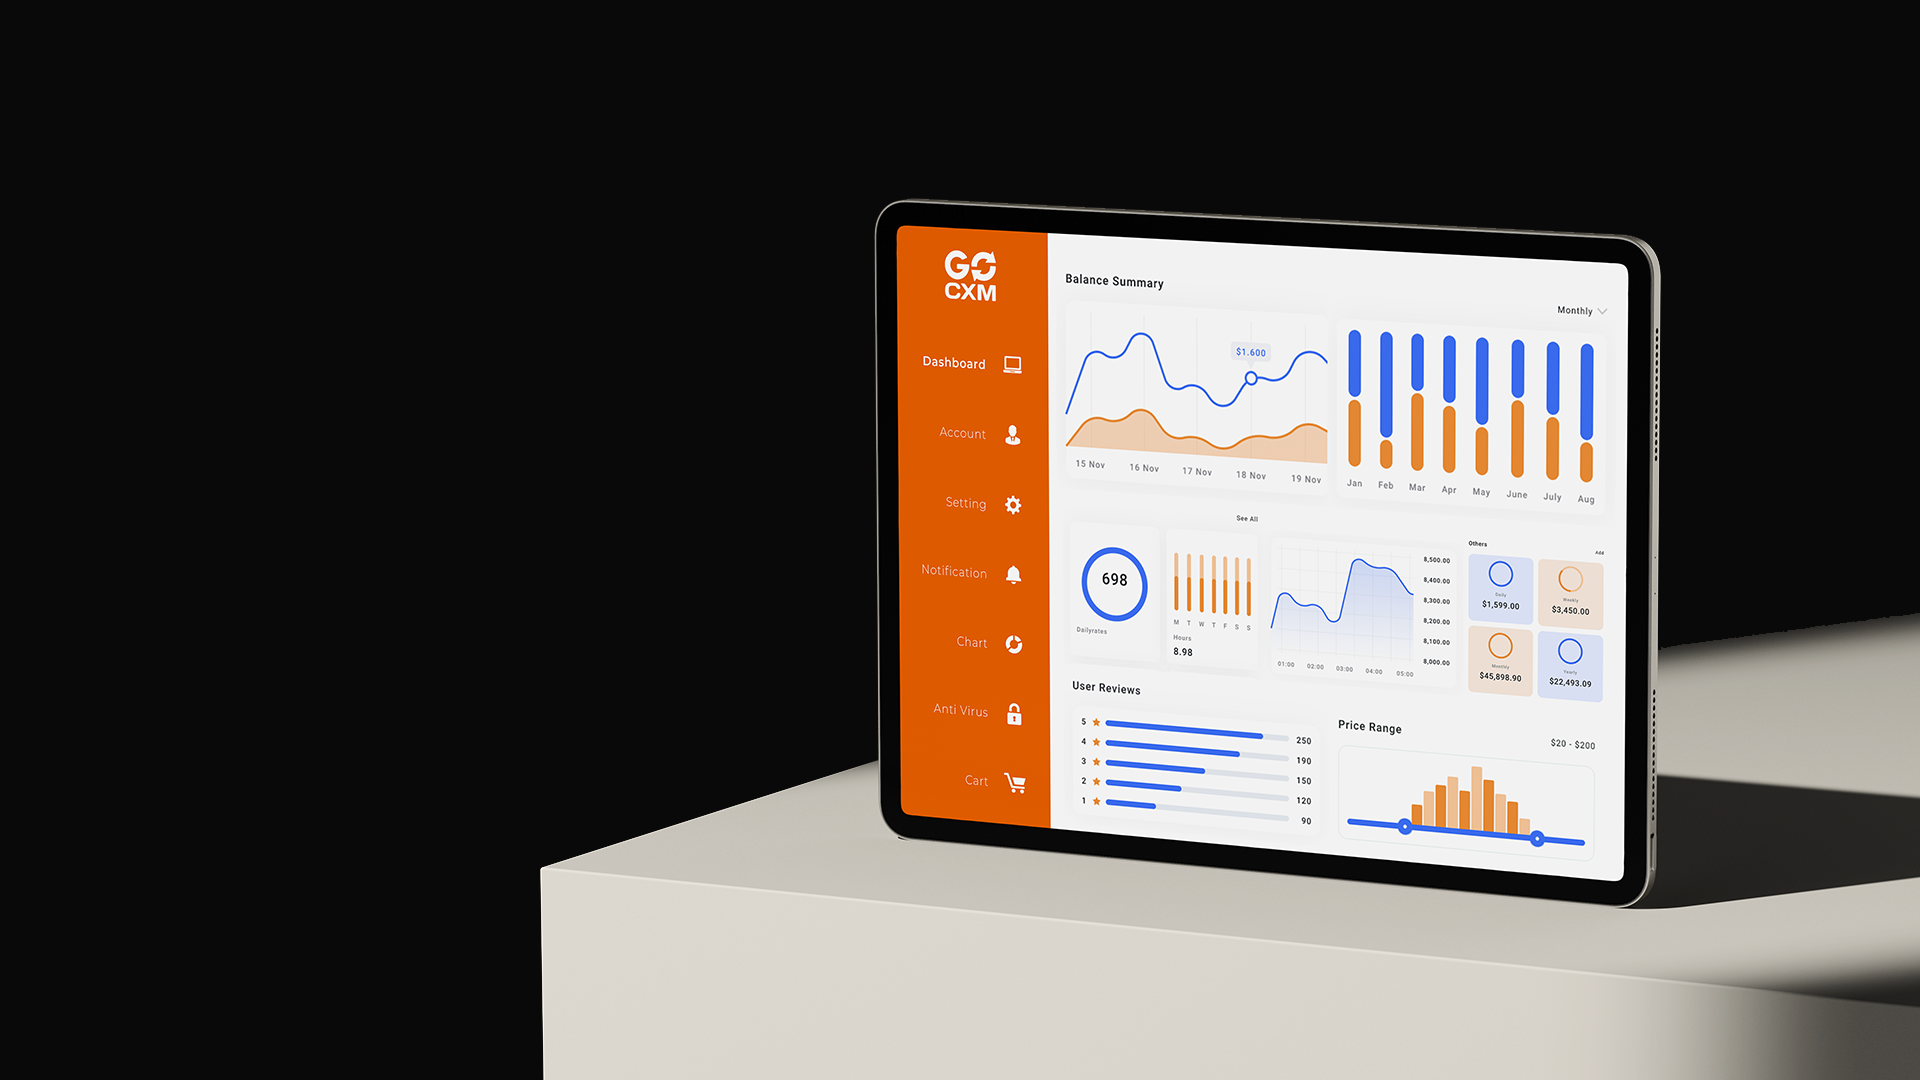 GO
CXM
Dashboard
Account
Setting
Notification
Chart
Anti Virus
Cart
Balance Summary
Monthly
$1.600
15 Nov 16 Nov 17 Nov 18 Nov 19 Nov
Jan Feb Mar Apr May June July Aug
See All
698
Dailyrates
M T W T F S S
Hours
8.98
8,500.00
8,400.00
8,300.00
8,200.00
8,100.00
8,000.00
01:00 02:00 03:00 04:00 05:00
Others
Add
Daily
$1,599.00
Weekly
$3,450.00
Monthly
$45,898.90
Yearly
$22,493.09
User Reviews
5 250
4 190
3 150
2 120
1 90
Price Range
$20 - $200